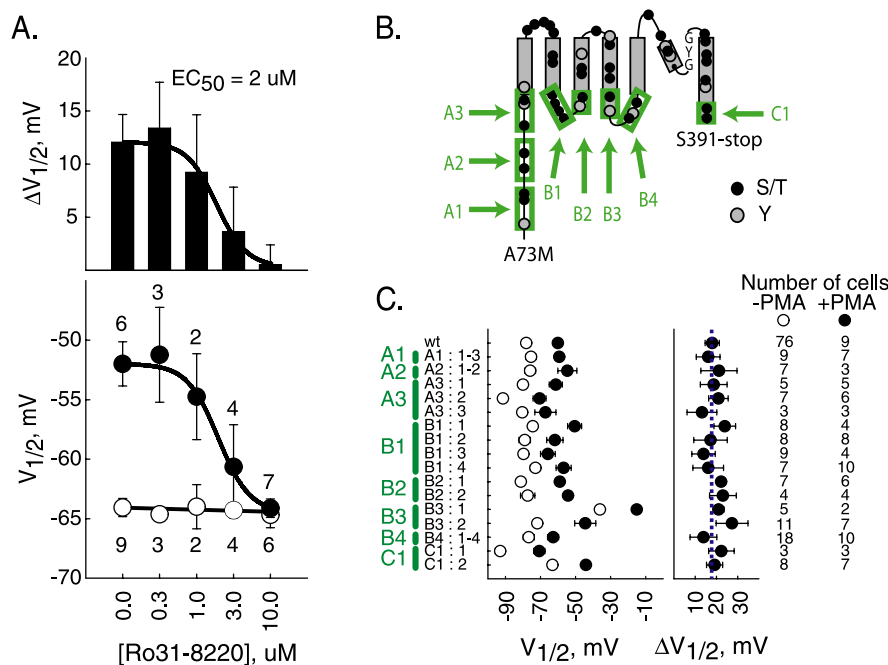 A.
EC50 = 2 uM
ΔV1/2, mV
20
15
10
5
6
3
2
4
7
9
3
2
4
6
V1/2, mV
-50
-55
-60
-65
-70
0.0
0.3
1.0
3.0
10.0
[Ro31-8220], uM
B.
A3
A2
A1
A73M
B1
B2
B3
B4
G
Y
G
C1
S391-stop
S/T
Y
C.
Number of cells
-PMA +PMA
wt 76 9
A1 A1 : 1-3 9 7
A2 A2 : 1-2 7 3
A3 A3 : 1 5 5
A3 : 2 7 6
A3 : 3 3 3
B1 B1 : 1 8 4
B1 : 2 8 8
B1 : 3 9 4
B1 : 4 7 10
B2 B2 : 1 7 6
B2 : 2 4 4
B3 B3 : 1 5 2
B3 : 2 11 7
B4 B4 : 1-4 18 10
C1 C1 : 1 3 3
C1 : 2 8 7
-90 -70 -50 -30 -10
10 20 30
V1/2, mV
ΔV1/2, mV